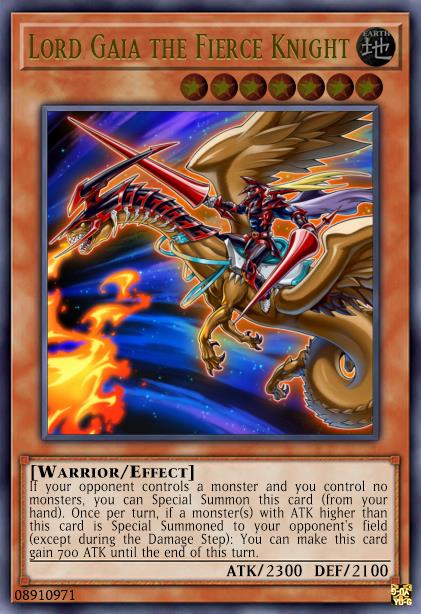 Lord Gaia the Fierce Knight
EARTH
地
[Warrior/Effect]
If your opponent controls a monster and you control no
monsters, you can Special Summon this card (from your
hand). Once per turn, if a monster(s) with ATK higher than
this card is Special Summoned to your opponent's field
(except during the Damage Step): You can make this card
gain 700 ATK until the end of this turn.
ATK/2300 DEF/2100
08910971